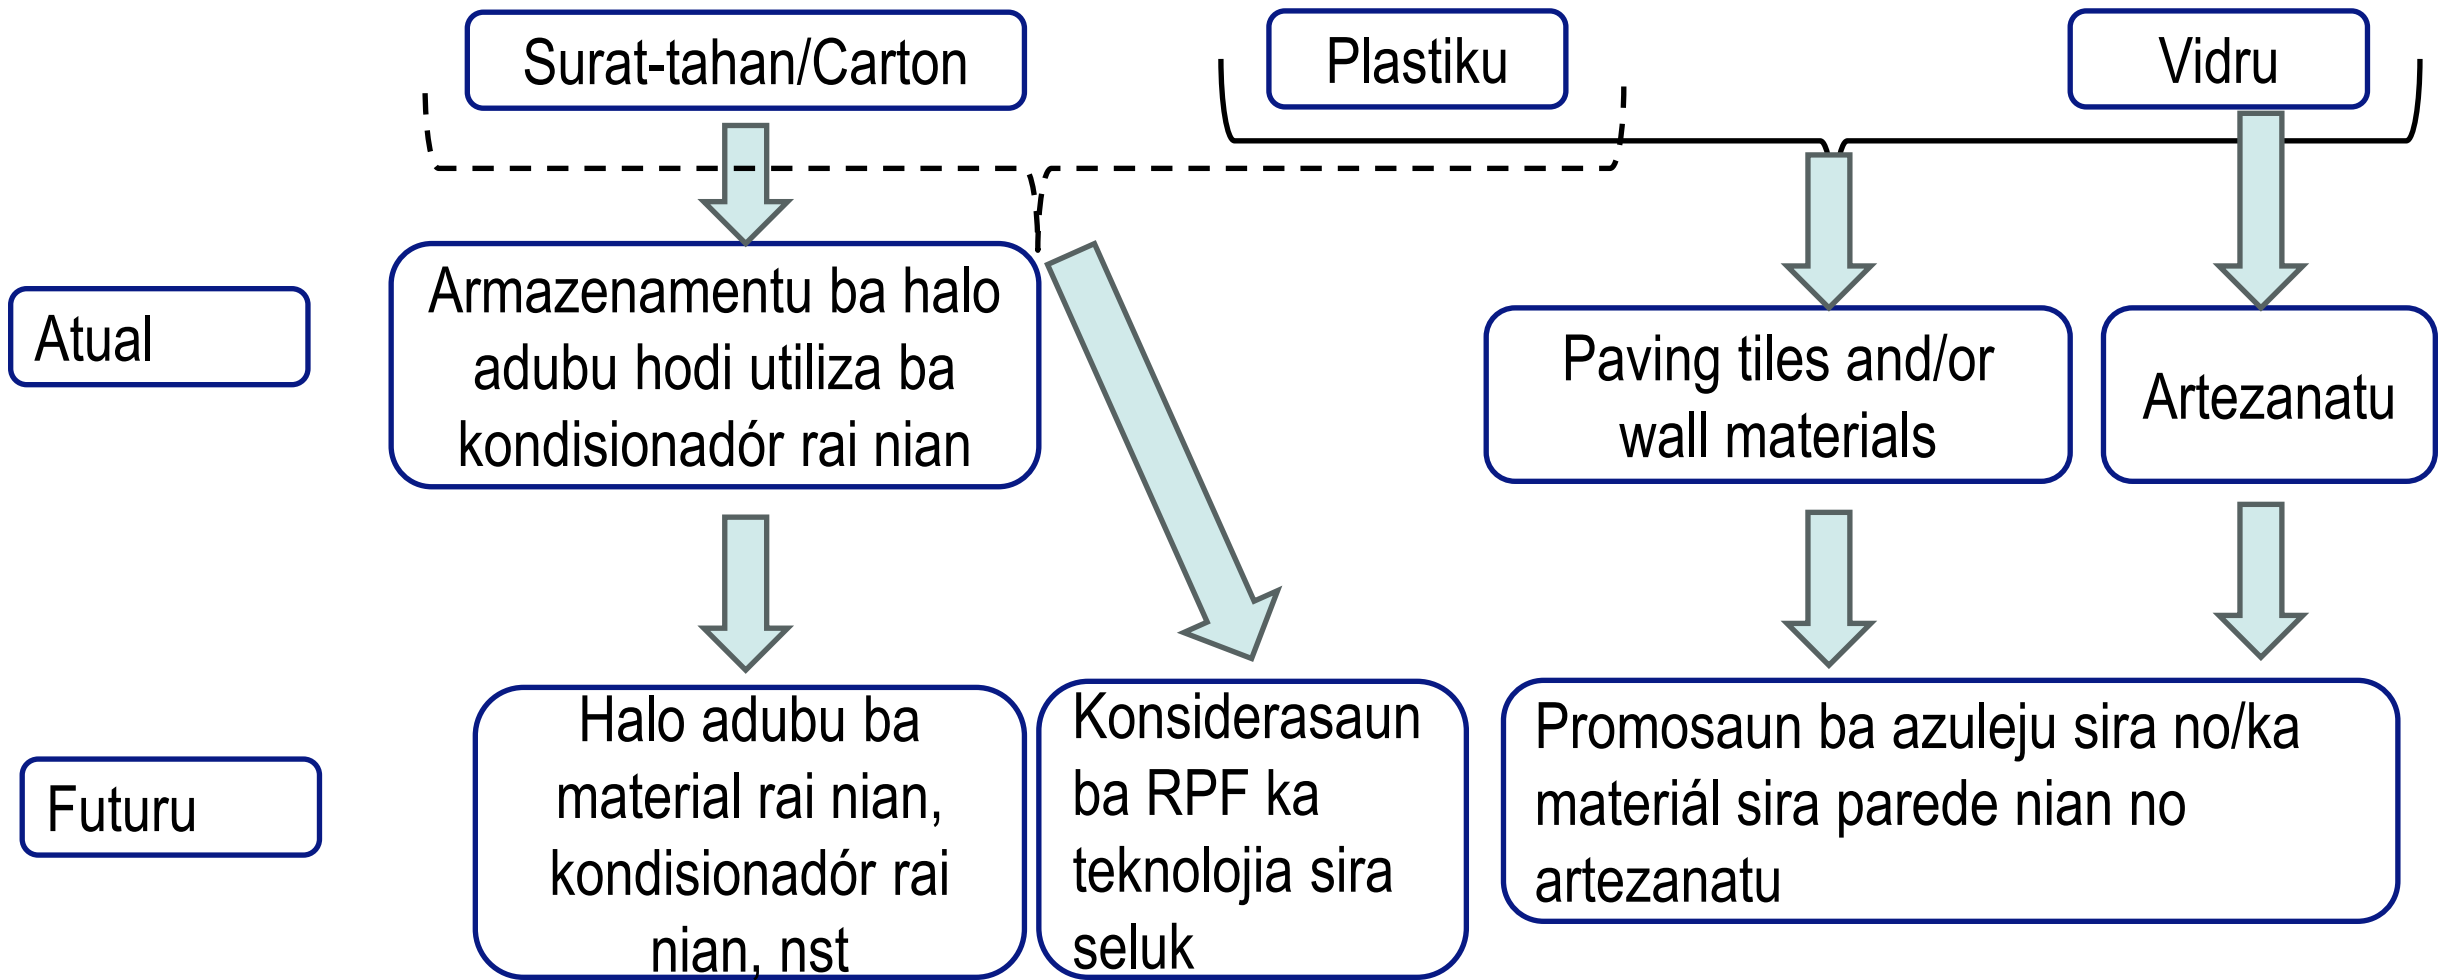 Surat-tahan/Carton
Plastiku
Vidru
Atual
Armazenamentu ba halo
adubu hodi utiliza ba
kondisionadór rai nian
Paving tiles and/or
wall materials
Artezanatu
Futuru
Halo adubu ba
material rai nian,
kondisionadór rai
nian, nst
Konsiderasaun
ba RPF ka
teknolojia sira
seluk
Promosaun ba azuleju sira no/ka
materiál sira parede nian no
artezanatu